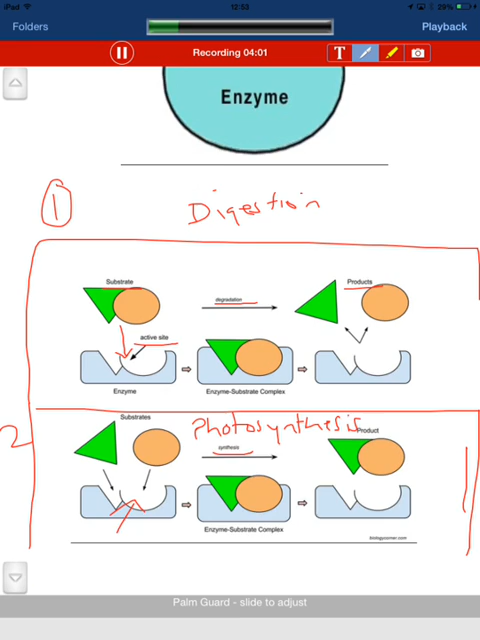 iPad 12:53 29%
Folders Playback
Recording 04:01 T
Enzyme
1 Digestion
Substrate degradation Products
active site
Enzyme Enzyme-Substrate Complex
2 Substrates Photosynthesis Product
synthesis
Enzyme-Substrate Complex
biologycorner.com
Palm Guard - slide to adjust